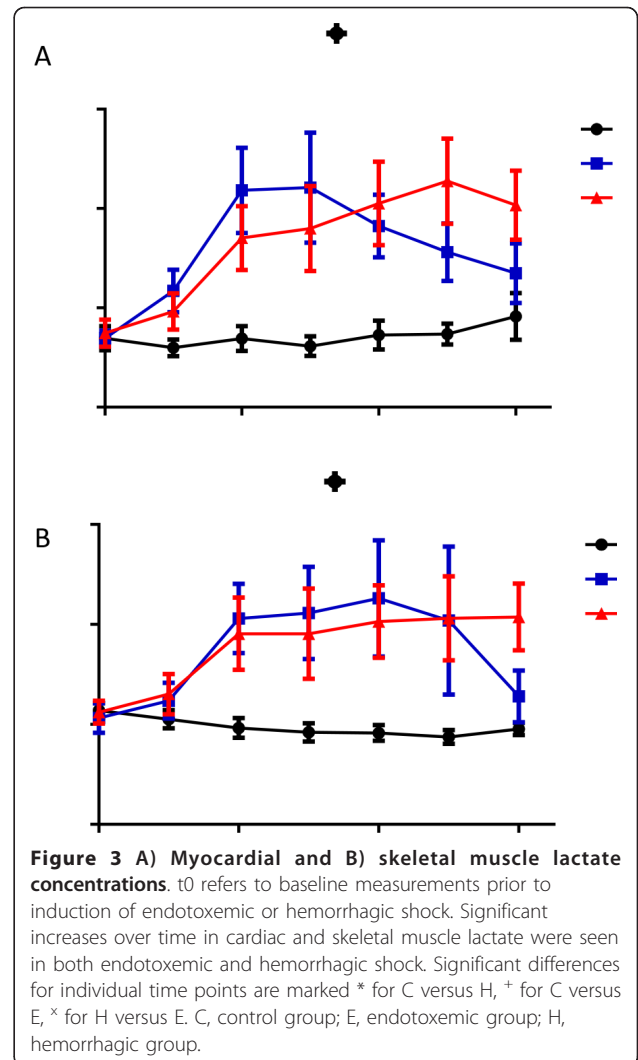 A
B
Figure 3 A) Myocardial and B) skeletal muscle lactate
concentrations. t0 refers to baseline measurements prior to
induction of endotoxemic or hemorrhagic shock. Significant
increases over time in cardiac and skeletal muscle lactate were seen
in both endotoxemic and hemorrhagic shock. Significant differences
for individual time points are marked * for C versus H, + for C versus
E, x for H versus E. C, control group; E, endotoxemic group; H,
hemorrhagic group.